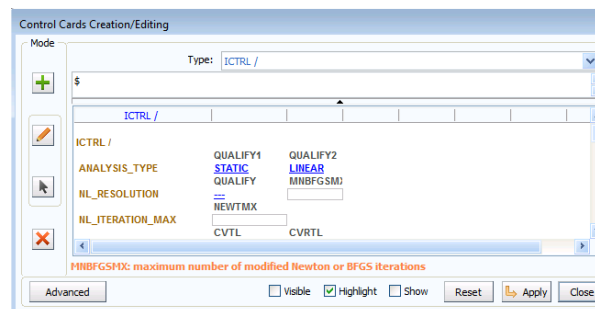 Control Cards Creation/Editing
Mode
Type: ICTRL /
$
ICTRL /
ICTRL /
QUALIFY1 QUALIFY2
ANALYSIS_TYPE STATIC LINEAR
QUALIFY MNBFGSMX
NL_RESOLUTION ---
NEWTMX
NL_ITERATION_MAX
CVTL CVRTL
MNBFGSMX: maximum number of modified Newton or BFGS iterations
Advanced Visible Highlight Show Reset Apply Close